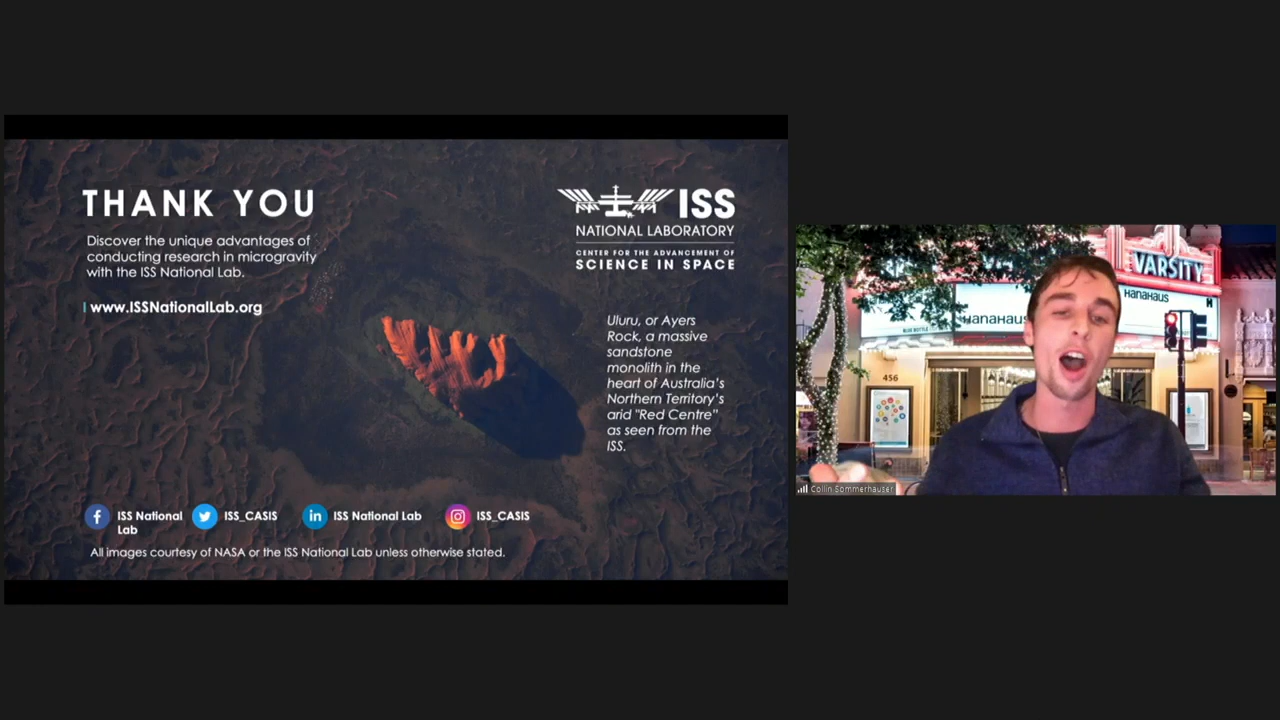 THANK YOU
Discover the unique advantages of
conducting research in microgravity
with the ISS National Lab.
www.ISSNationalLab.org
ISS
NATIONAL LABORATORY
CENTER FOR THE ADVANCEMENT OF
SCIENCE IN SPACE
Uluru, or Ayers
Rock, a massive
sandstone
monolith in the
heart of Australia's
Northern Territory's
arid "Red Centre"
as seen from the
ISS.
ISS National
Lab
ISS_CASIS
ISS National Lab
ISS_CASIS
All images courtesy of NASA or the ISS National Lab unless otherwise stated.
VARSITY
HANAHAUS
HANAHAUS
BLUE BOTTLE
456
Collin Sommerhauser